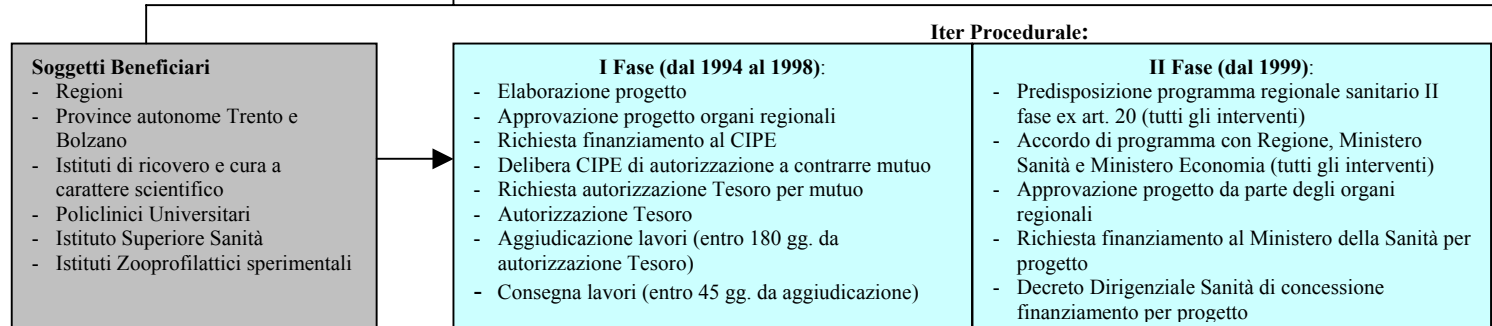 Iter Procedurale:
Soggetti Beneficiari
- Regioni
- Province autonome Trento e
Bolzano
- Istituti di ricovero e cura a
carattere scientifico
- Policlinici Universitari
- Istituto Superiore Sanità
- Istituti Zooprofilattici sperimentali
I Fase (dal 1994 al 1998):
- Elaborazione progetto
- Approvazione progetto organi regionali
- Richiesta finanziamento al CIPE
- Delibera CIPE di autorizzazione a contrarre mutuo
- Richiesta autorizzazione Tesoro per mutuo
- Autorizzazione Tesoro
- Aggiudicazione lavori (entro 180 gg. da
autorizzazione Tesoro)
- Consegna lavori (entro 45 gg. da aggiudicazione)
II Fase (dal 1999):
- Predisposizione programma regionale sanitario II
fase ex art. 20 (tutti gli interventi)
- Accordo di programma con Regione, Ministero
Sanità e Ministero Economia (tutti gli interventi)
- Approvazione progetto da parte degli organi
regionali
- Richiesta finanziamento al Ministero della Sanità per
progetto
- Decreto Dirigenziale Sanità di concessione
finanziamento per progetto